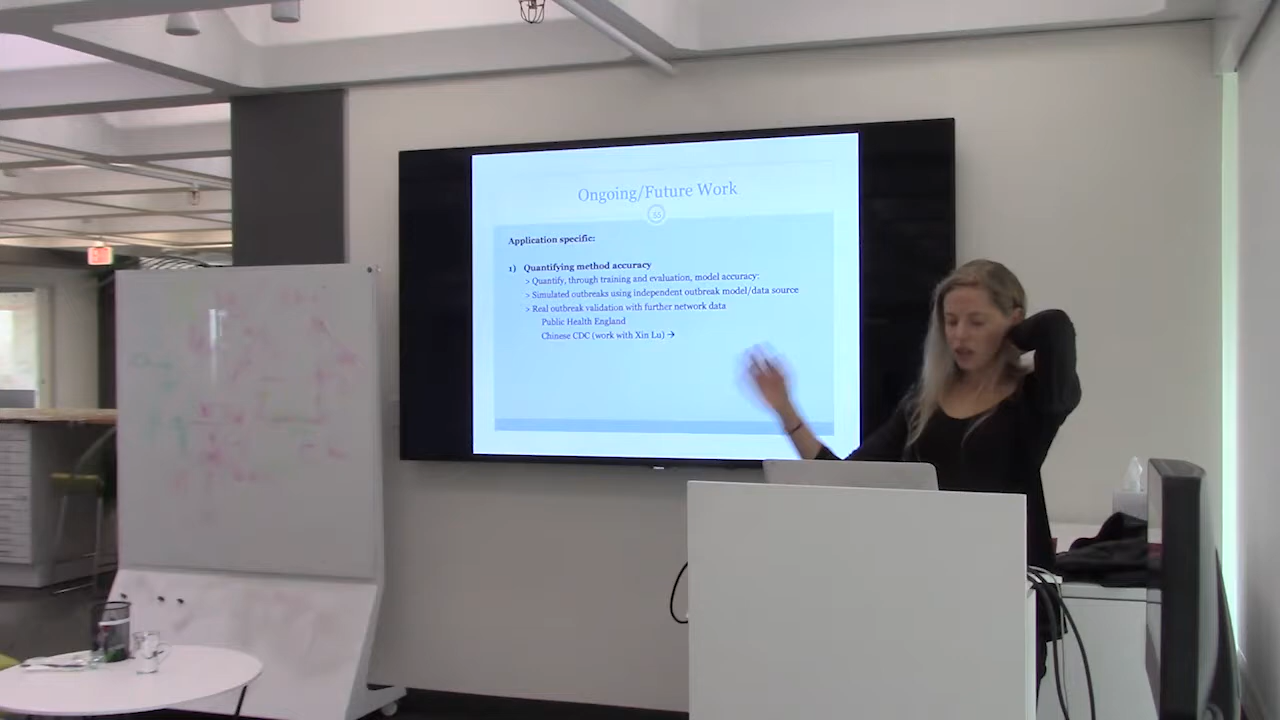 Ongoing/Future Work
55
Application specific:
1) Quantifying method accuracy
> Quantify, through training and evaluation, model accuracy:
> Simulated outbreaks using independent outbreak model/data source
> Real outbreak validation with further network data
Public Health England
Chinese CDC (work with Xin Lu) →